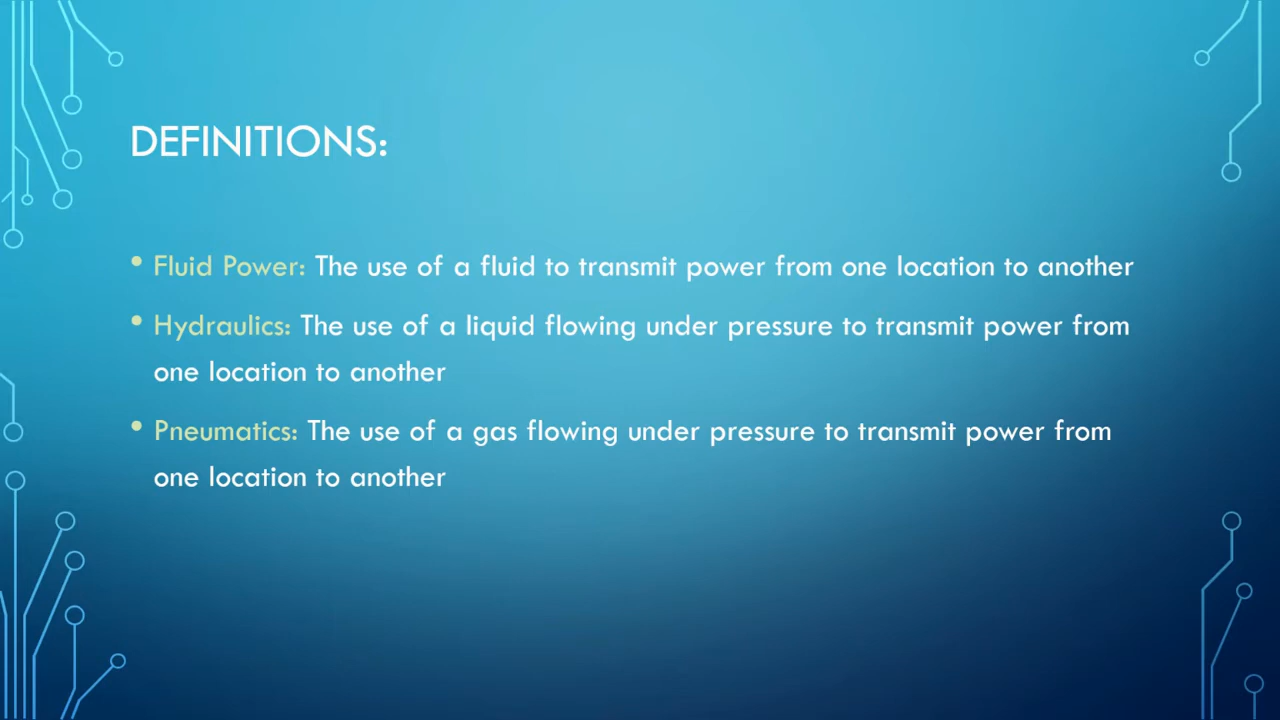 DEFINITIONS:
• Fluid Power: The use of a fluid to transmit power from one location to another
• Hydraulics: The use of a liquid flowing under pressure to transmit power from
one location to another
• Pneumatics: The use of a gas flowing under pressure to transmit power from
one location to another